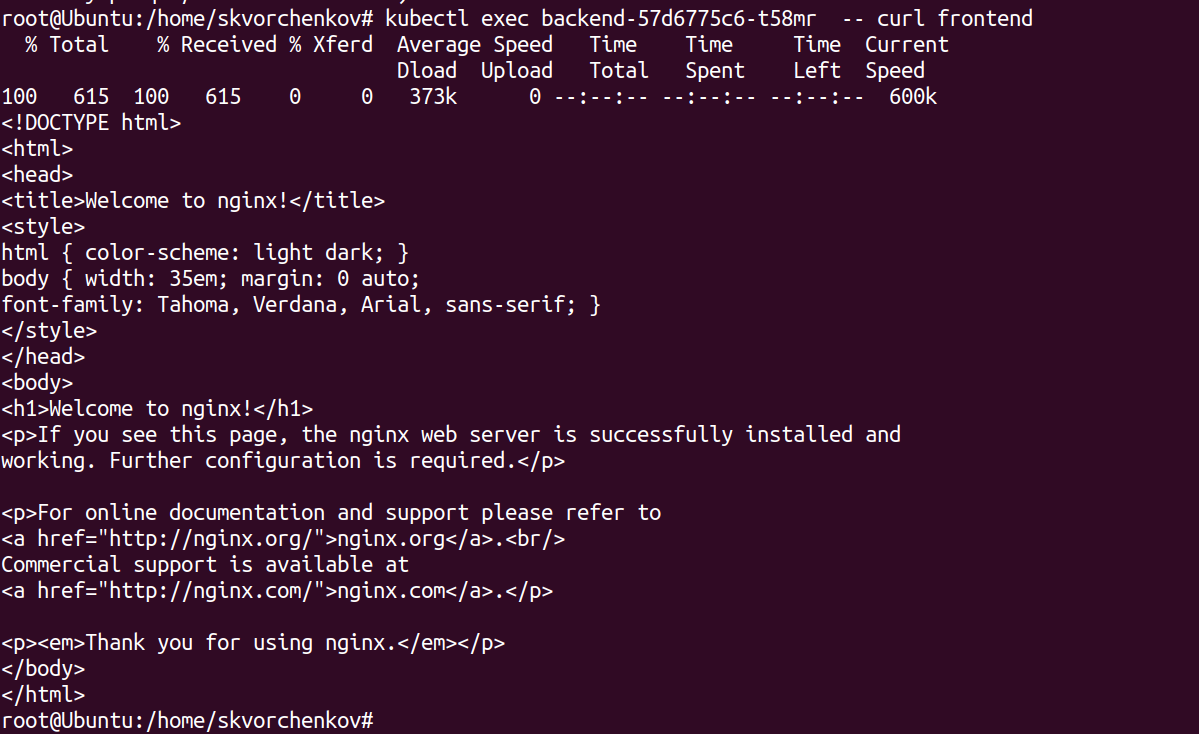 root@Ubuntu:/home/skvorchenkov# kubectl exec backend-57d6775c6-t58mr  -- curl frontend
  % Total    % Received % Xferd  Average Speed   Time    Time     Time  Current
                                 Dload  Upload   Total   Spent    Left  Speed
100   615  100   615    0     0   373k      0 --:--:-- --:--:-- --:--:--  600k
<!DOCTYPE html>
<html>
<head>
<title>Welcome to nginx!</title>
<style>
html { color-scheme: light dark; }
body { width: 35em; margin: 0 auto;
font-family: Tahoma, Verdana, Arial, sans-serif; }
</style>
</head>
<body>
<h1>Welcome to nginx!</h1>
<p>If you see this page, the nginx web server is successfully installed and
working. Further configuration is required.</p>

<p>For online documentation and support please refer to
<a href="http://nginx.org/">nginx.org</a>.<br/>
Commercial support is available at
<a href="http://nginx.com/">nginx.com</a>.</p>

<p><em>Thank you for using nginx.</em></p>
</body>
</html>
root@Ubuntu:/home/skvorchenkov#